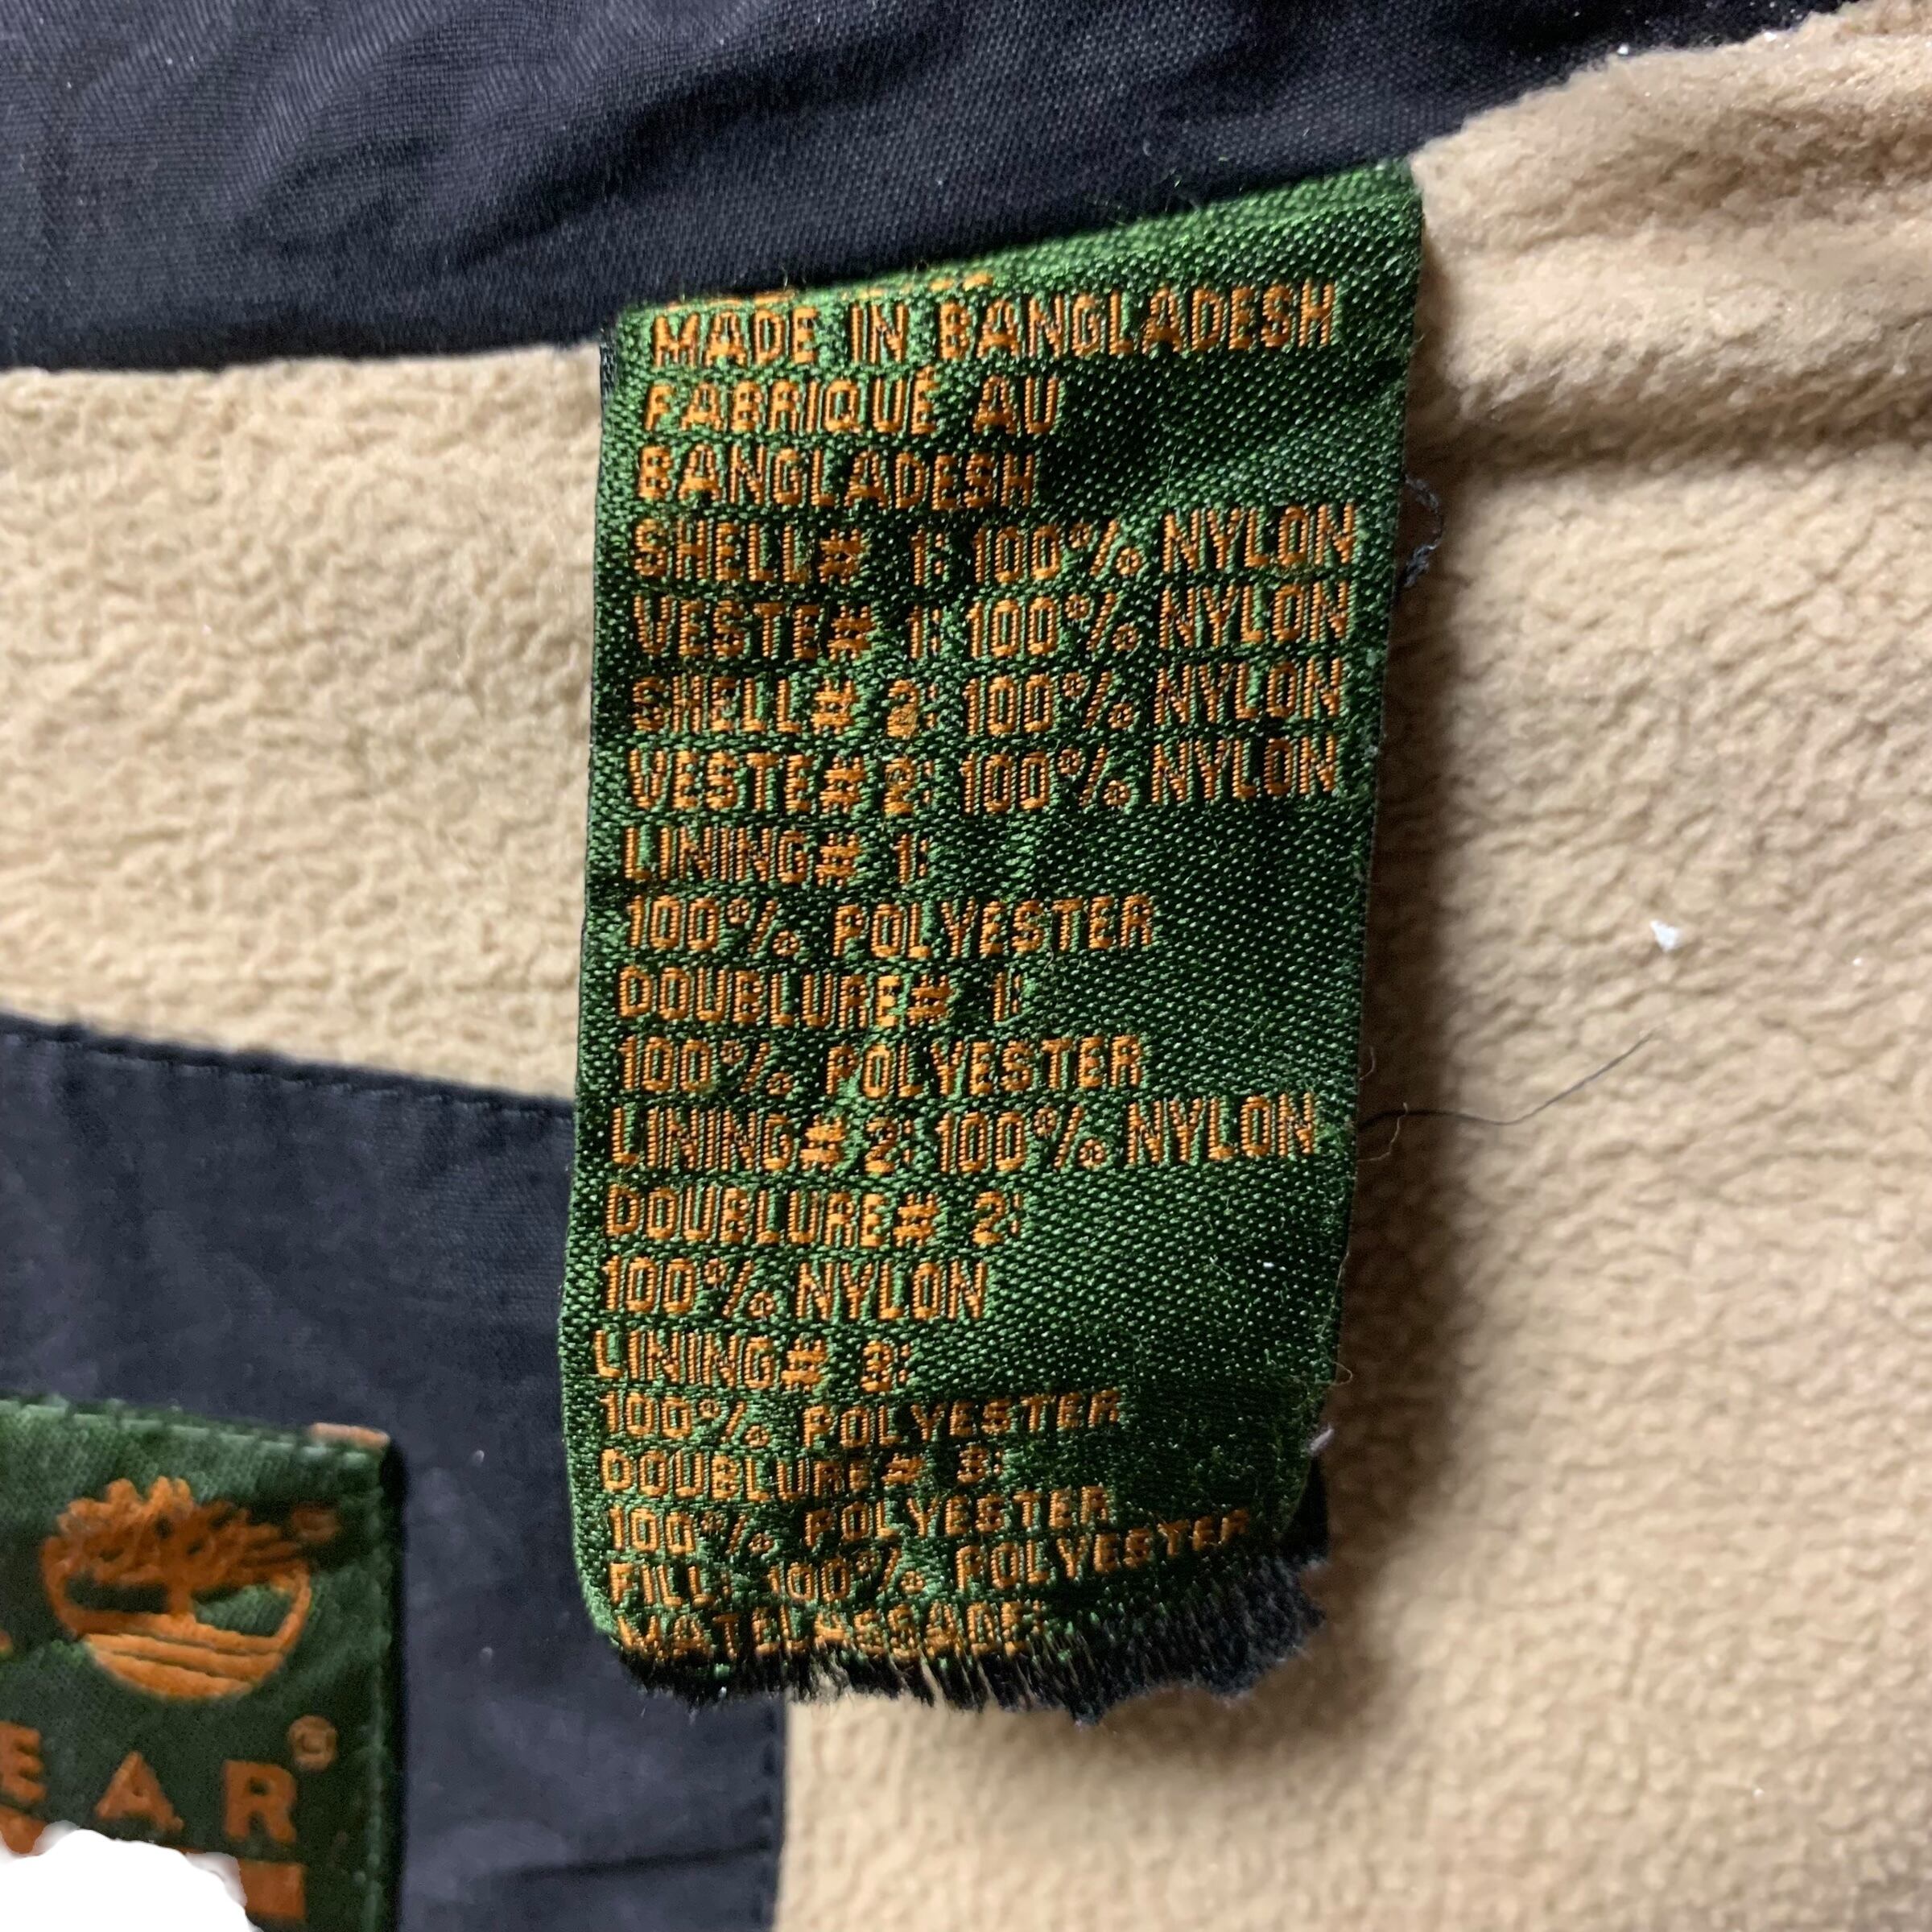 MADE IN BANGLADESH
FABRIQUÉ AU
BANGLADESH
SHELL# 1: 100% NYLON
VESTE# 1: 100% NYLON
SHELL# 2: 100% NYLON
VESTE# 2: 100% NYLON
LINING# 1:
100% POLYESTER
DOUBLURE# 1:
100% POLYESTER
LINING# 2: 100% NYLON
DOUBLURE# 2:
100% NYLON
LINING# 3:
100% POLYESTER
DOUBLURE# 3:
100% POLYESTER
FILL: 100% POLYESTER
MATELASSADE:
®
EAR®